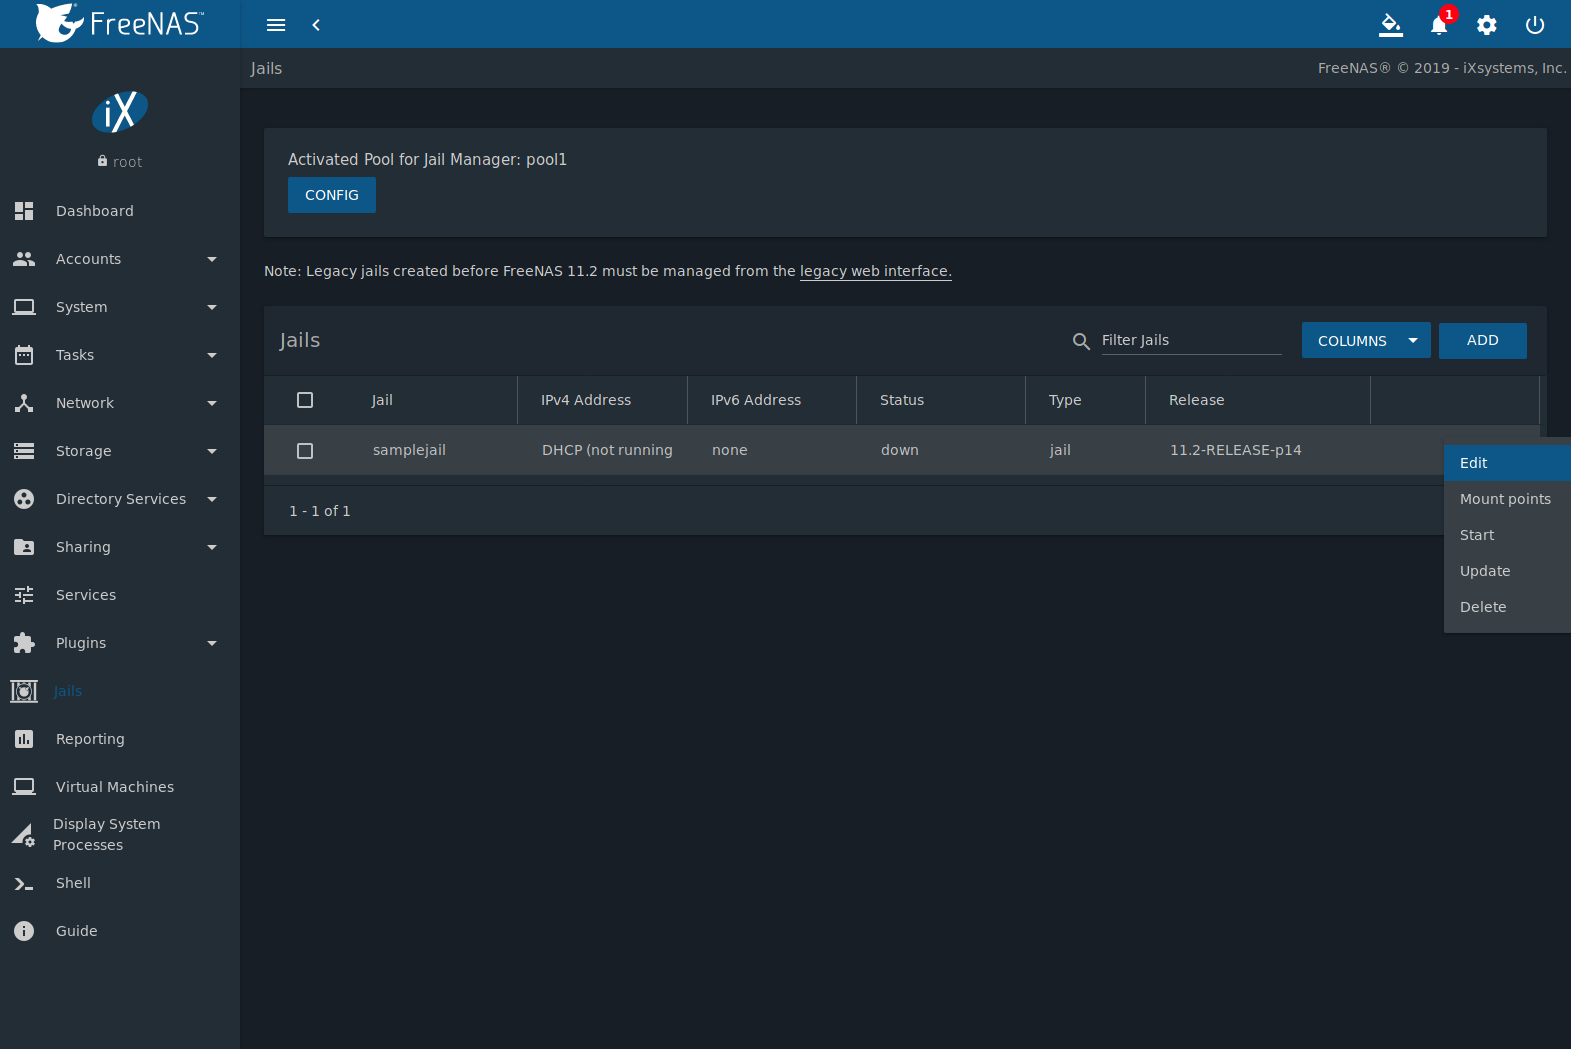 FreeNAS™
1
Jails
FreeNAS® © 2019 - iXsystems, Inc.
iX
root
Dashboard
Accounts
System
Tasks
Network
Storage
Directory Services
Sharing
Services
Plugins
Jails
Reporting
Virtual Machines
Display System
Processes
Shell
Guide
Activated Pool for Jail Manager: pool1
CONFIG
Note: Legacy jails created before FreeNAS 11.2 must be managed from the legacy web interface.
Jails
Filter Jails
COLUMNS
ADD
Jail IPv4 Address IPv6 Address Status Type Release
samplejail DHCP (not running none down jail 11.2-RELEASE-p14
1 - 1 of 1
Edit
Mount points
Start
Update
Delete